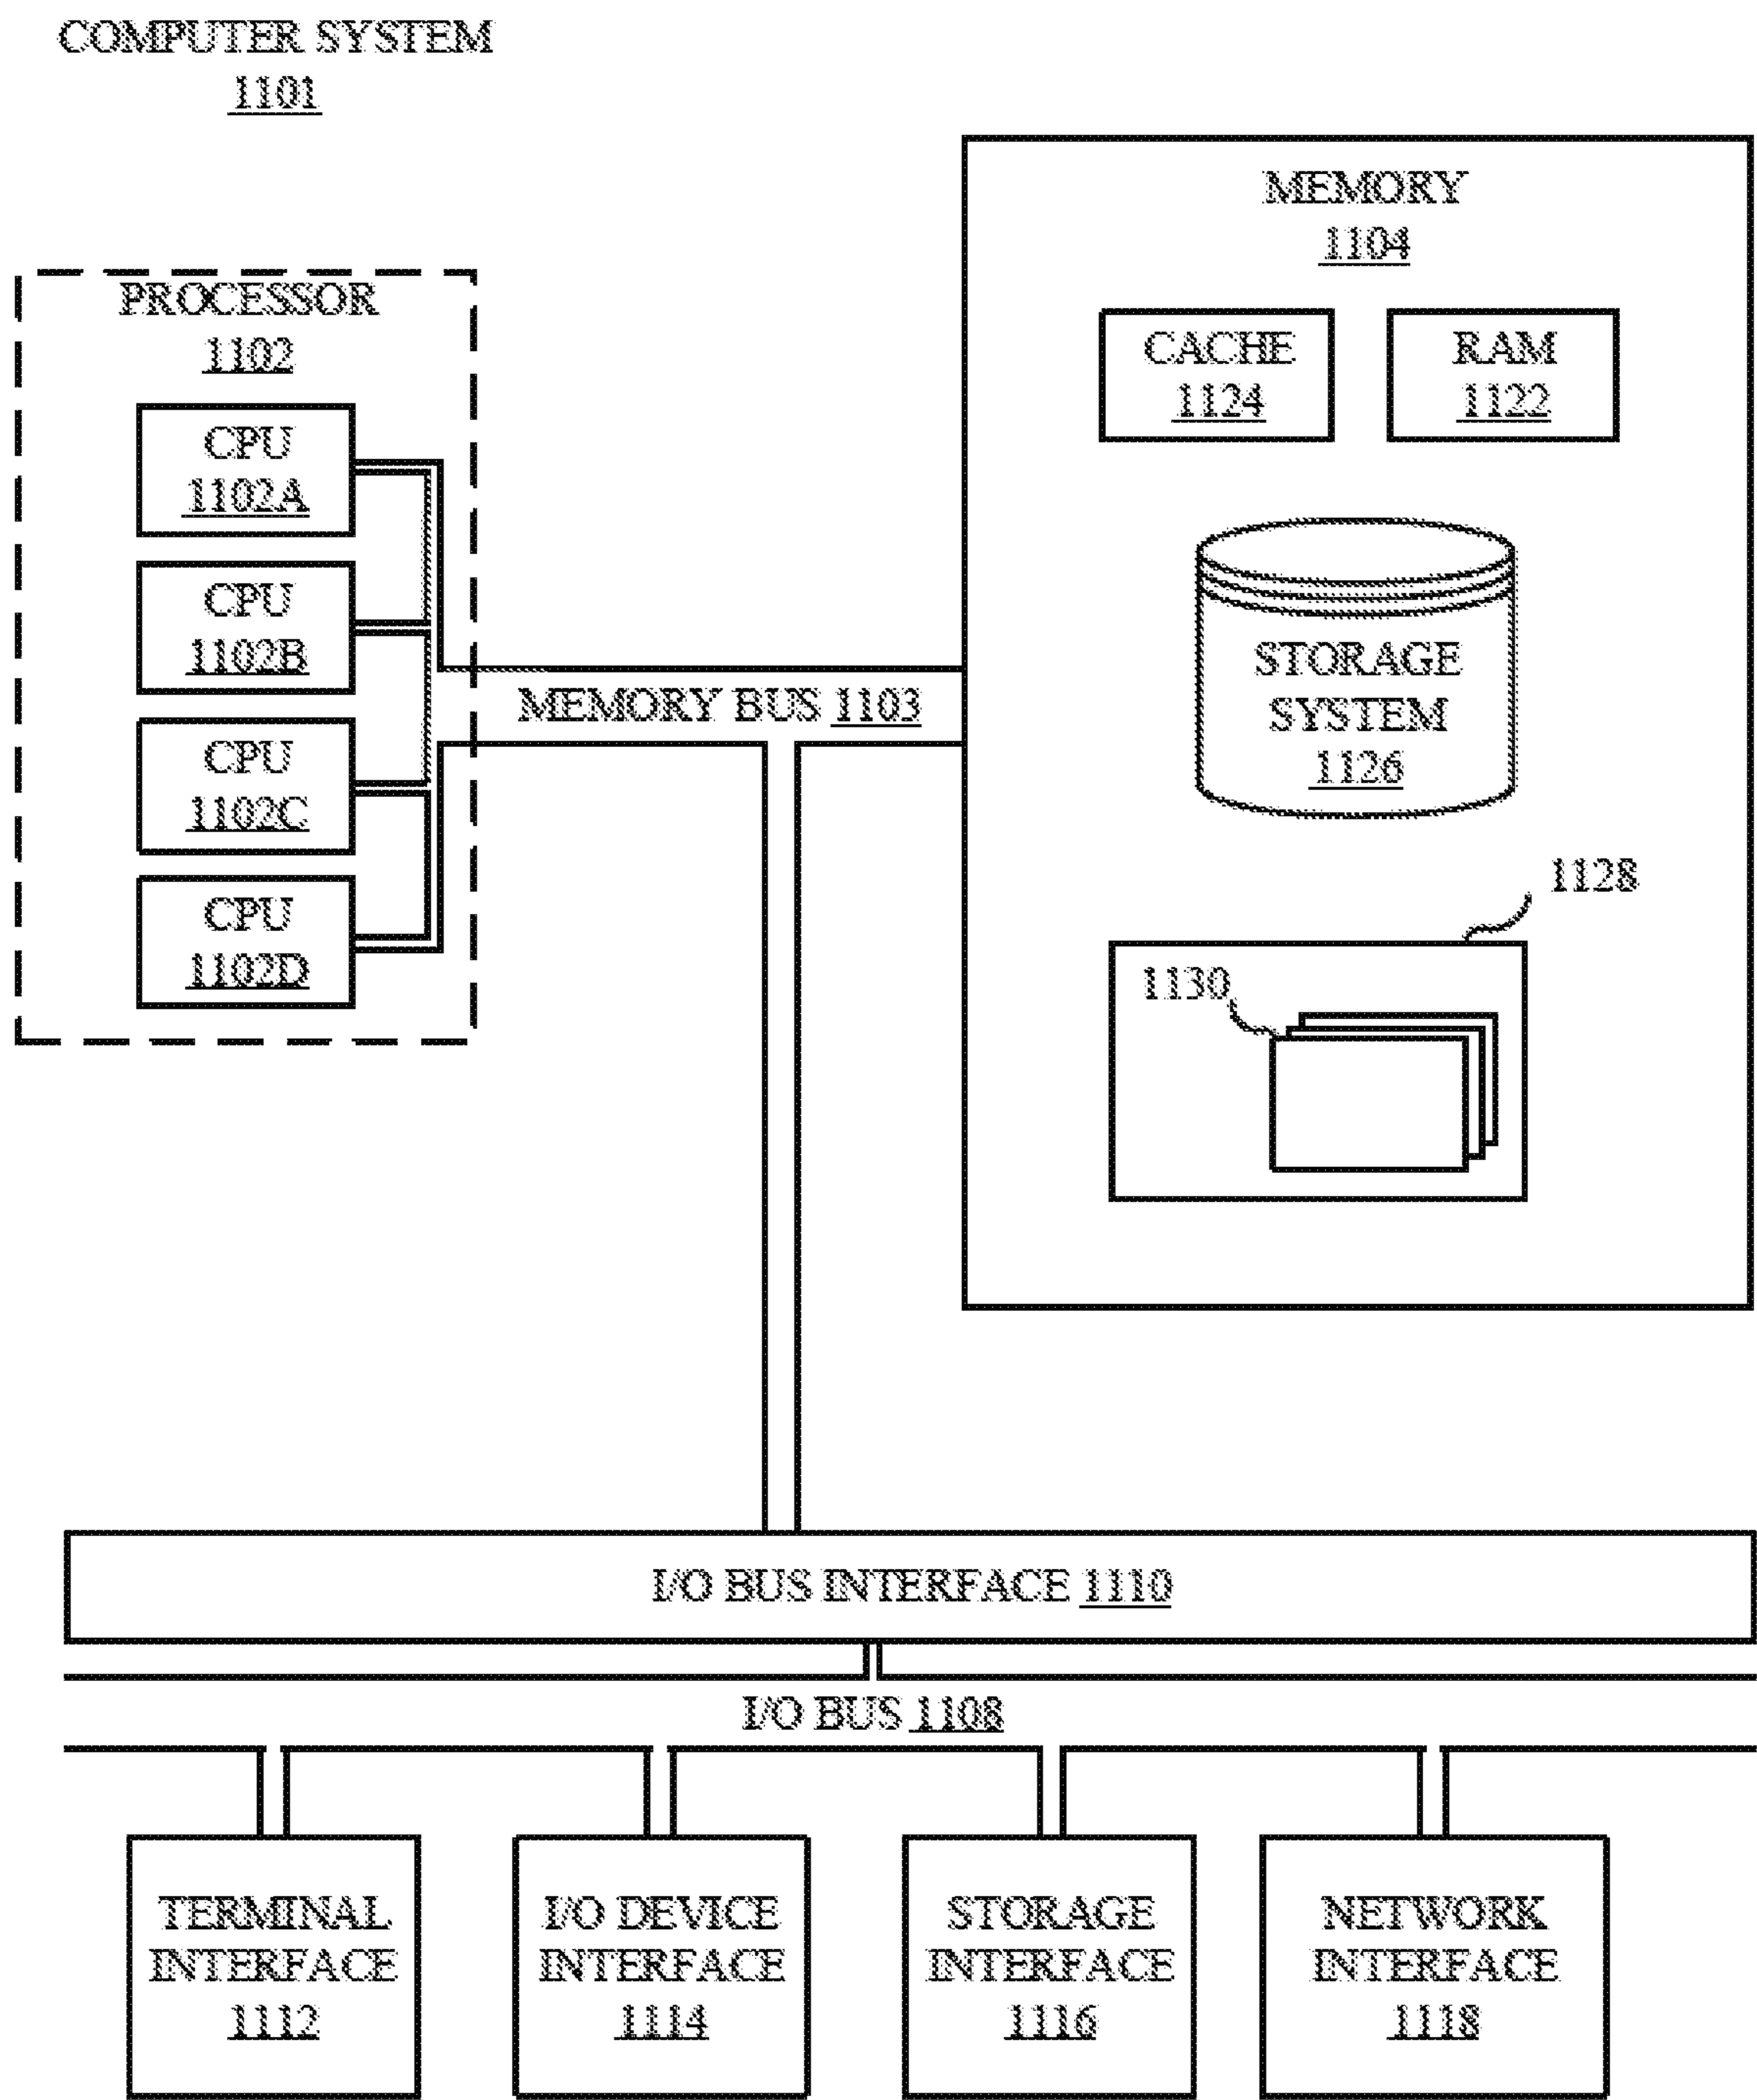 COMPUTER SYSTEM
1101
PROCESSOR
1102
CPU
1102A
CPU
1102B
CPU
1102C
CPU
1102D
MEMORY BUS 1103
MEMORY
1104
CACHE
1124
RAM
1122
STORAGE
SYSTEM
1126
1128
1130
I/O BUS INTERFACE 1110
I/O BUS 1108
TERMINAL
INTERFACE
1112
I/O DEVICE
INTERFACE
1114
STORAGE
INTERFACE
1116
NETWORK
INTERFACE
1118